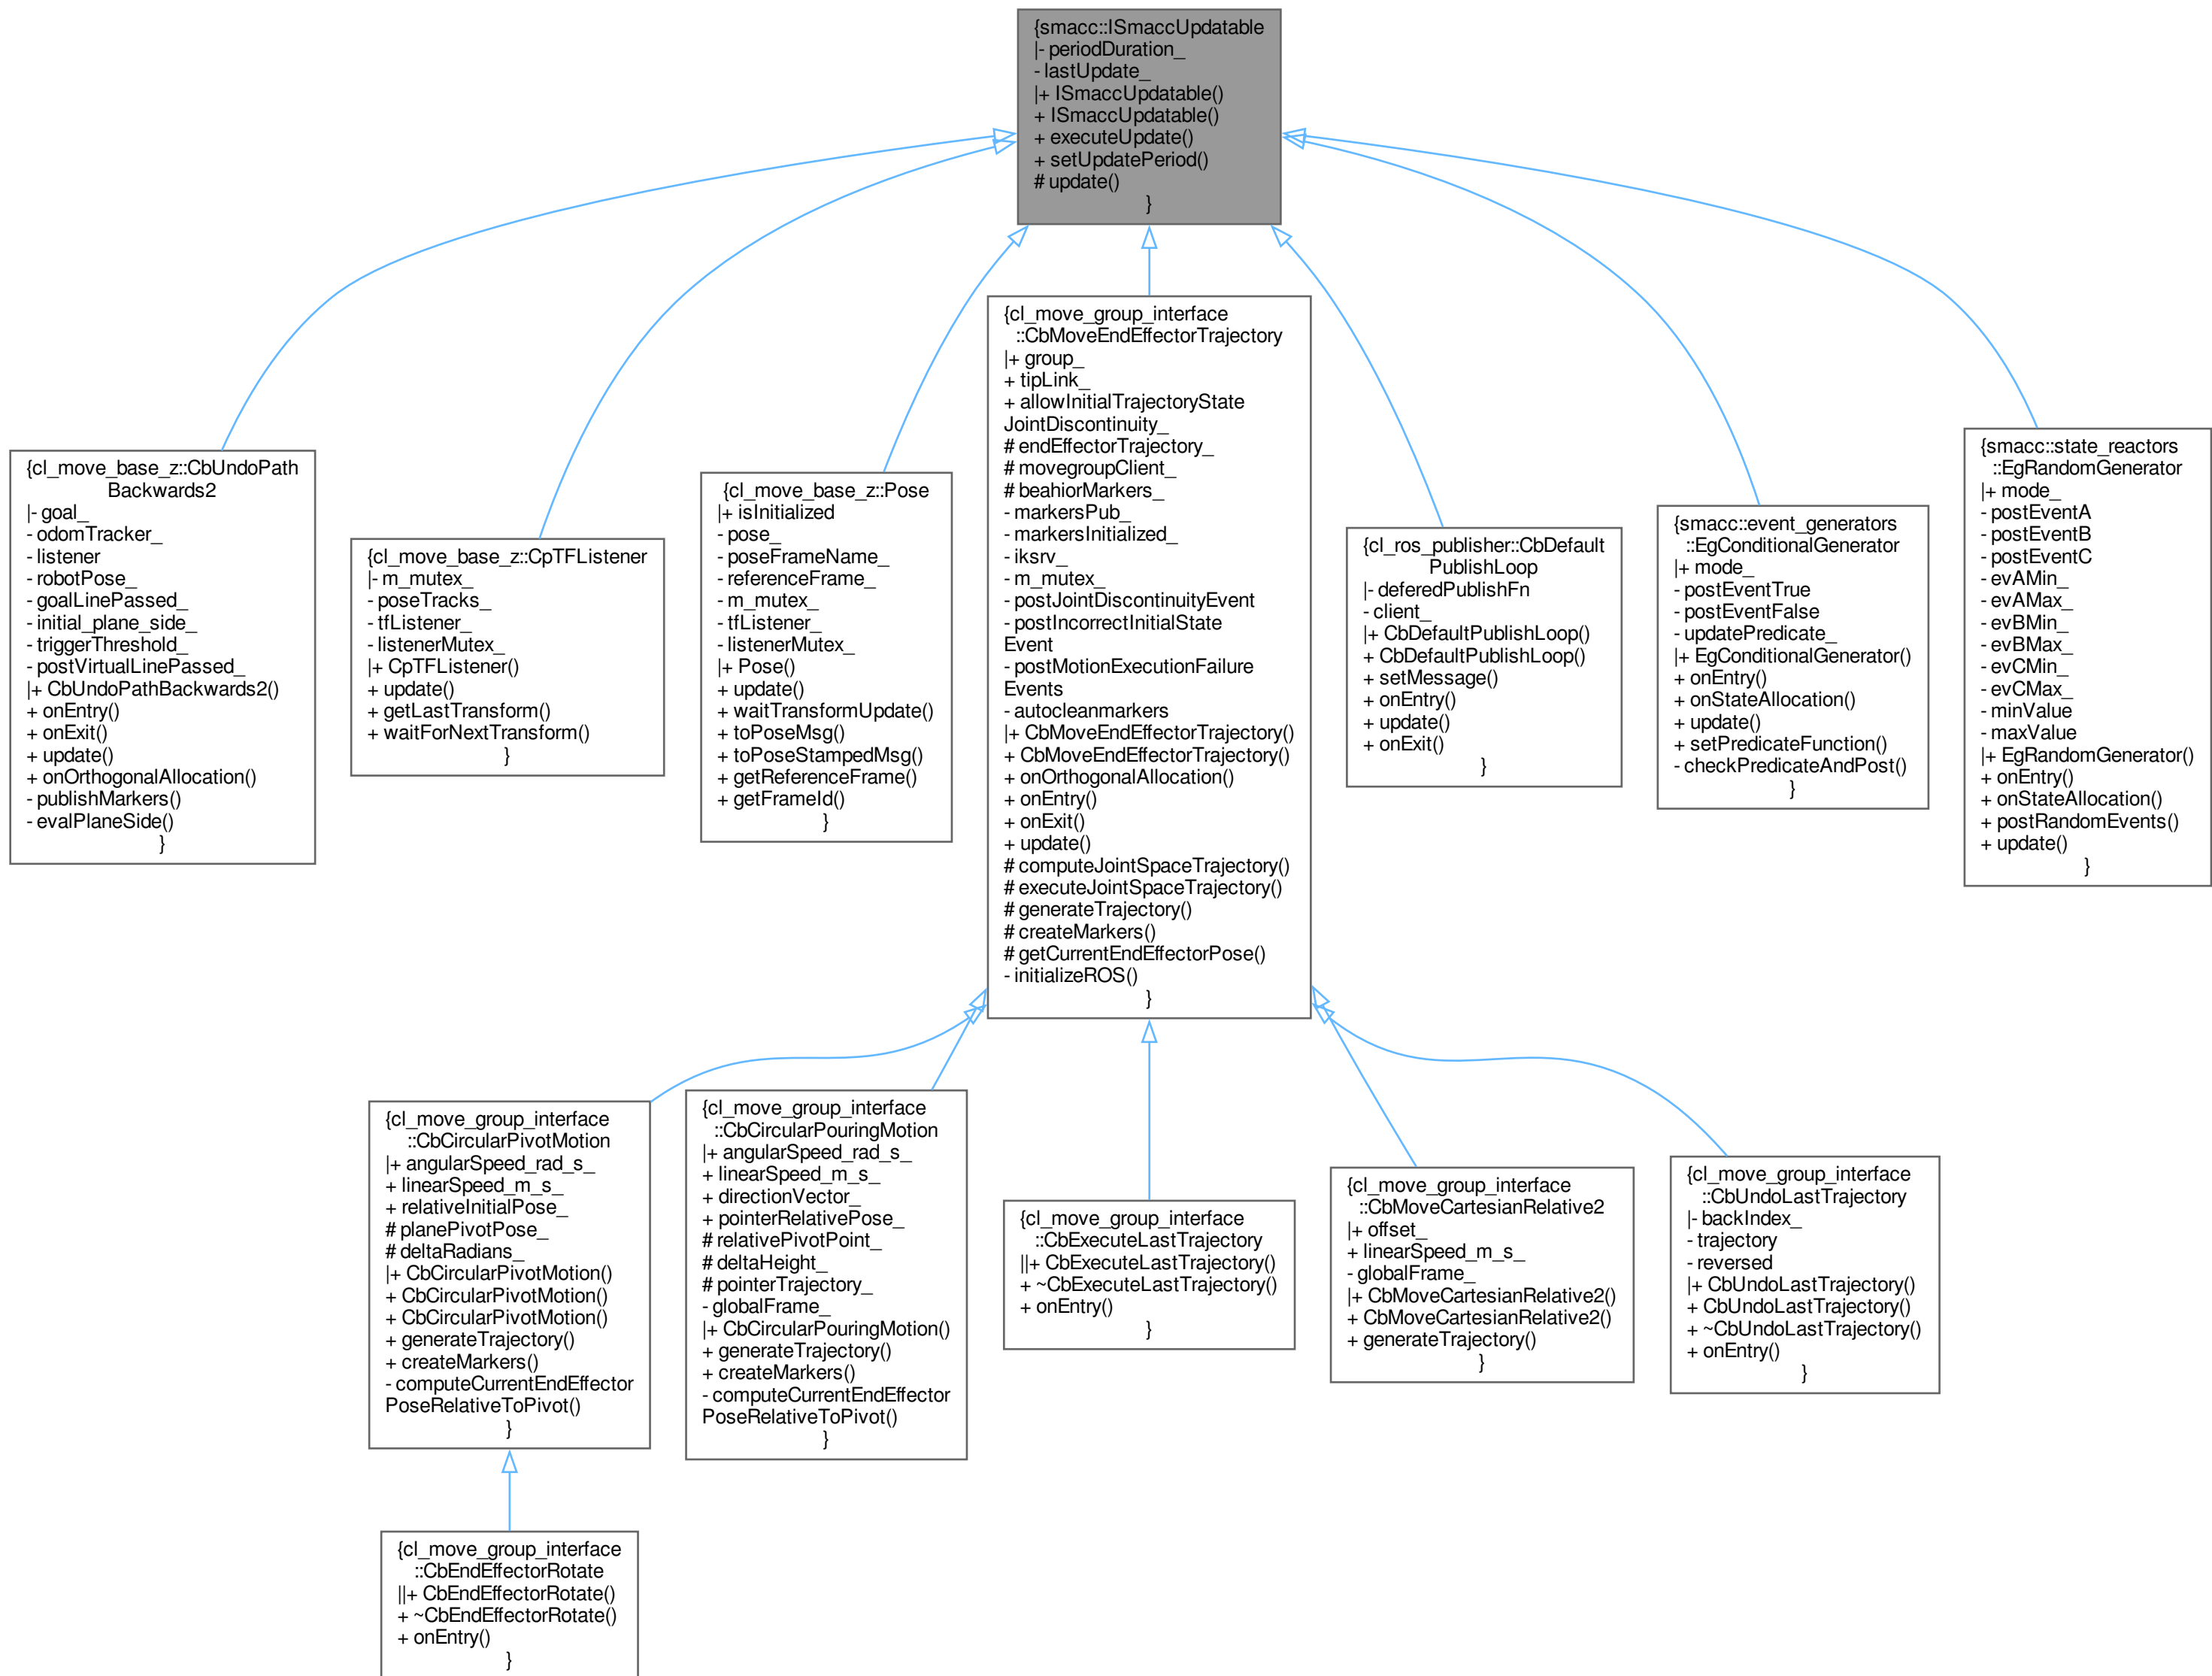 {smacc::ISmaccUpdatable
|- periodDuration_
- lastUpdate_
|+ ISmaccUpdatable()
+ ISmaccUpdatable()
+ executeUpdate()
+ setUpdatePeriod()
# update()
}
{cl_move_base_z::CbUndoPath
Backwards2
|- goal_
- odomTracker_
- listener
- robotPose_
- goalLinePassed_
- initial_plane_side_
- triggerThreshold_
- postVirtualLinePassed_
|+ CbUndoPathBackwards2()
+ onEntry()
+ onExit()
+ update()
+ onOrthogonalAllocation()
- publishMarkers()
- evalPlaneSide()
}
{cl_move_base_z::CpTFListener
|- m_mutex_
- poseTracks_
- tfListener_
- listenerMutex_
|+ CpTFListener()
+ update()
+ getLastTransform()
+ waitForNextTransform()
}
{cl_move_base_z::Pose
|+ isInitialized
- pose_
- poseFrameName_
- referenceFrame_
- m_mutex_
- tfListener_
- listenerMutex_
|+ Pose()
+ update()
+ waitTransformUpdate()
+ toPoseMsg()
+ toPoseStampedMsg()
+ getReferenceFrame()
+ getFrameId()
}
{cl_move_group_interface
::CbMoveEndEffectorTrajectory
|+ group_
+ tipLink_
+ allowInitialTrajectoryState
JointDiscontinuity_
# endEffectorTrajectory_
# movegroupClient_
# beahiorMarkers_
- markersPub_
- markersInitialized_
- iksrv_
- m_mutex_
- postJointDiscontinuityEvent
- postIncorrectInitialState
Event
- postMotionExecutionFailure
Events
- autocleanmarkers
|+ CbMoveEndEffectorTrajectory()
+ CbMoveEndEffectorTrajectory()
+ onOrthogonalAllocation()
+ onEntry()
+ onExit()
+ update()
# computeJointSpaceTrajectory()
# executeJointSpaceTrajectory()
# generateTrajectory()
# createMarkers()
# getCurrentEndEffectorPose()
- initializeROS()
}
{cl_ros_publisher::CbDefault
PublishLoop
|- deferedPublishFn
- client_
|+ CbDefaultPublishLoop()
+ CbDefaultPublishLoop()
+ setMessage()
+ onEntry()
+ update()
+ onExit()
}
{smacc::event_generators
::EgConditionalGenerator
|+ mode_
- postEventTrue
- postEventFalse
- updatePredicate_
|+ EgConditionalGenerator()
+ onEntry()
+ onStateAllocation()
+ update()
+ setPredicateFunction()
- checkPredicateAndPost()
}
{smacc::state_reactors
::EgRandomGenerator
|+ mode_
- postEventA
- postEventB
- postEventC
- evAMin_
- evAMax_
- evBMin_
- evBMax_
- evCMin_
- evCMax_
- minValue
- maxValue
|+ EgRandomGenerator()
+ onEntry()
+ onStateAllocation()
+ postRandomEvents()
+ update()
}
{cl_move_group_interface
::CbCircularPivotMotion
|+ angularSpeed_rad_s_
+ linearSpeed_m_s_
+ relativeInitialPose_
# planePivotPose_
# deltaRadians_
|+ CbCircularPivotMotion()
+ CbCircularPivotMotion()
+ CbCircularPivotMotion()
+ generateTrajectory()
+ createMarkers()
- computeCurrentEndEffector
PoseRelativeToPivot()
}
{cl_move_group_interface
::CbCircularPouringMotion
|+ angularSpeed_rad_s_
+ linearSpeed_m_s_
+ directionVector_
+ pointerRelativePose_
# relativePivotPoint_
# deltaHeight_
# pointerTrajectory_
- globalFrame_
|+ CbCircularPouringMotion()
+ generateTrajectory()
+ createMarkers()
- computeCurrentEndEffector
PoseRelativeToPivot()
}
{cl_move_group_interface
::CbExecuteLastTrajectory
||+ CbExecuteLastTrajectory()
+ ~CbExecuteLastTrajectory()
+ onEntry()
}
{cl_move_group_interface
::CbMoveCartesianRelative2
|+ offset_
+ linearSpeed_m_s_
- globalFrame_
|+ CbMoveCartesianRelative2()
+ CbMoveCartesianRelative2()
+ generateTrajectory()
}
{cl_move_group_interface
::CbUndoLastTrajectory
|- backIndex_
- trajectory
- reversed
|+ CbUndoLastTrajectory()
+ CbUndoLastTrajectory()
+ ~CbUndoLastTrajectory()
+ onEntry()
}
{cl_move_group_interface
::CbEndEffectorRotate
||+ CbEndEffectorRotate()
+ ~CbEndEffectorRotate()
+ onEntry()
}